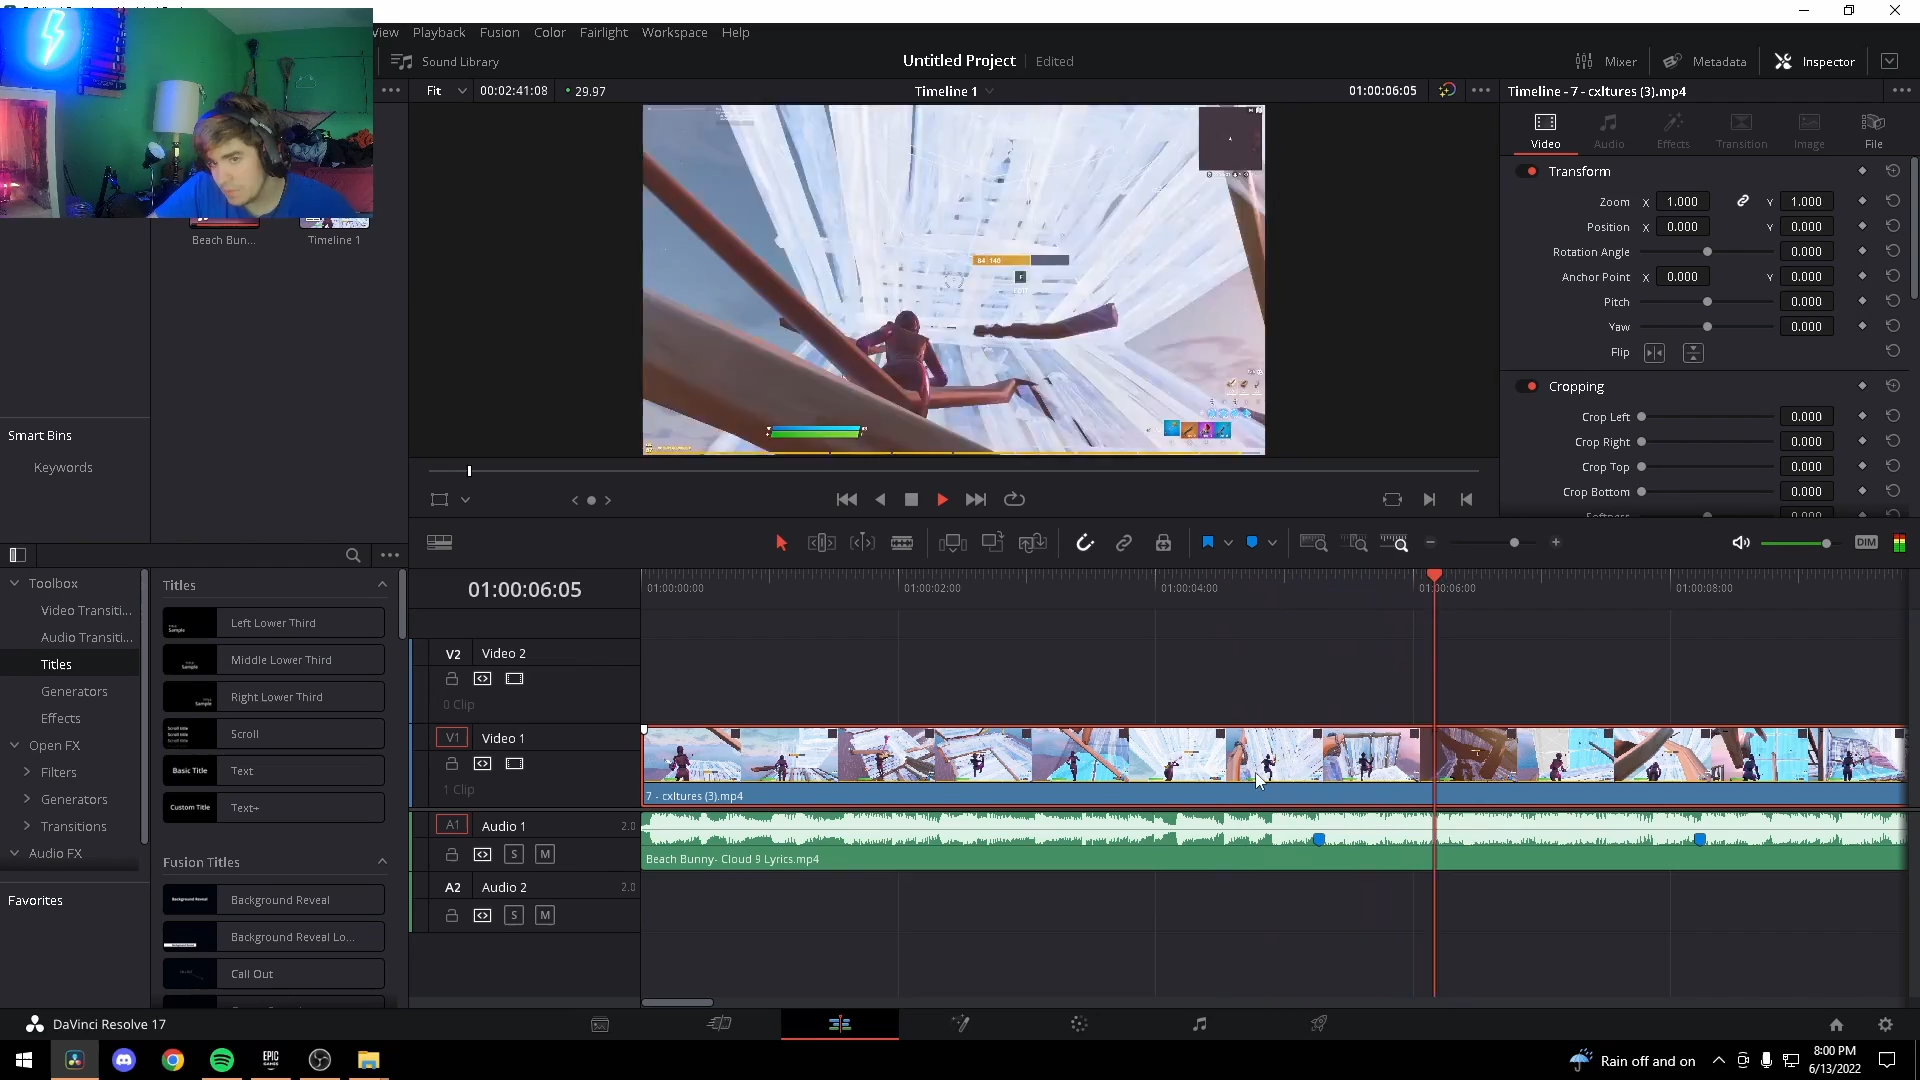 View Playback Fusion Color Fairlight Workspace Help
Sound Library
Untitled Project Edited
Mixer Metadata Inspector
Fit 00:02:41:08 29.97 Timeline 1 01:00:06:05
Timeline - 7 - cxltures (3).mp4
Video Audio Effects Transition Image File
Transform
Zoom X 1.000 Y 1.000
Position X 0.000 Y 0.000
Rotation Angle 0.000
Anchor Point X 0.000 Y 0.000
Pitch 0.000
Yaw 0.000
Flip
Cropping
Crop Left 0.000
Crop Right 0.000
Crop Top 0.000
Crop Bottom 0.000
Softness 0.000
Beach Bun... Timeline 1
84 140
Smart Bins
Keywords
DIM
Toolbox
Video Transiti...
Audio Transiti...
Titles
Generators
Effects
Open FX
Filters
Generators
Transitions
Audio FX
Favorites
Titles
Left Lower Third
Middle Lower Third
Right Lower Third
Scroll
Basic Title Text
Custom Title Text+
Fusion Titles
Background Reveal Background Reveal
Background Reveal Lo...
Call Out
01:00:06:05
01:00:00:00 01:00:02:00 01:00:04:00 01:00:06:00 01:00:08:00
V2 Video 2
0 Clip
V1 Video 1
1 Clip
7 - cxltures (3).mp4
A1 Audio 1 2.0
S M
Beach Bunny- Cloud 9 Lyrics.mp4
A2 Audio 2 2.0
S M
DaVinci Resolve 17
EPIC GAMES
Rain off and on
8:00 PM
6/13/2022